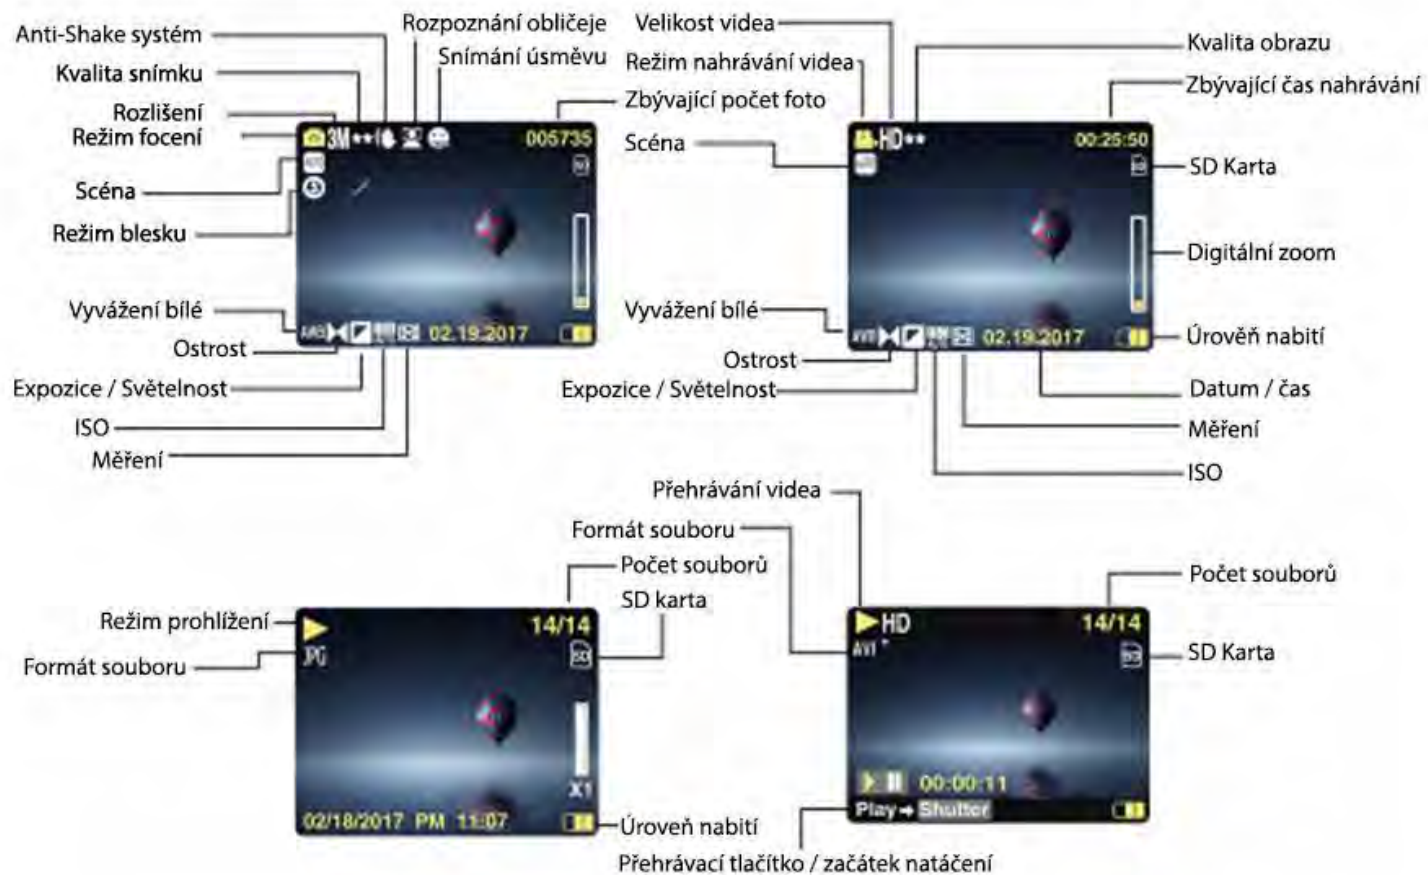 Anti-Shake systém
Kvalita snímku
Rozlišení
Režim focení
Scéna
Režim blesku
Vyvážení bílé
Ostrost
Expozice / Světelnost
ISO
Měření
Rozpoznání obličeje
Snímání úsměvu
Zbývající počet foto
3M
005735
02.19.2017
Velikost videa
Režim nahrávání videa
Scéna
Vyvážení bílé
Ostrost
Expozice / Světelnost
Kvalita obrazu
Zbývající čas nahrávání
SD Karta
Digitální zoom
Úrověň nabití
Datum / čas
Měření
ISO
HD
00:25:50
02.19.2017
Režim prohlížení
Formát souboru
Počet souborů
SD karta
Úroveň nabití
14/14
JPG
SD
X1
02/18/2017 PM 11:07
Přehrávání videa
Formát souboru
Počet souborů
SD Karta
Přehrávací tlačítko / začátek natáčení
HD
14/14
AVI
SD
00:00:11
Play → Shutter